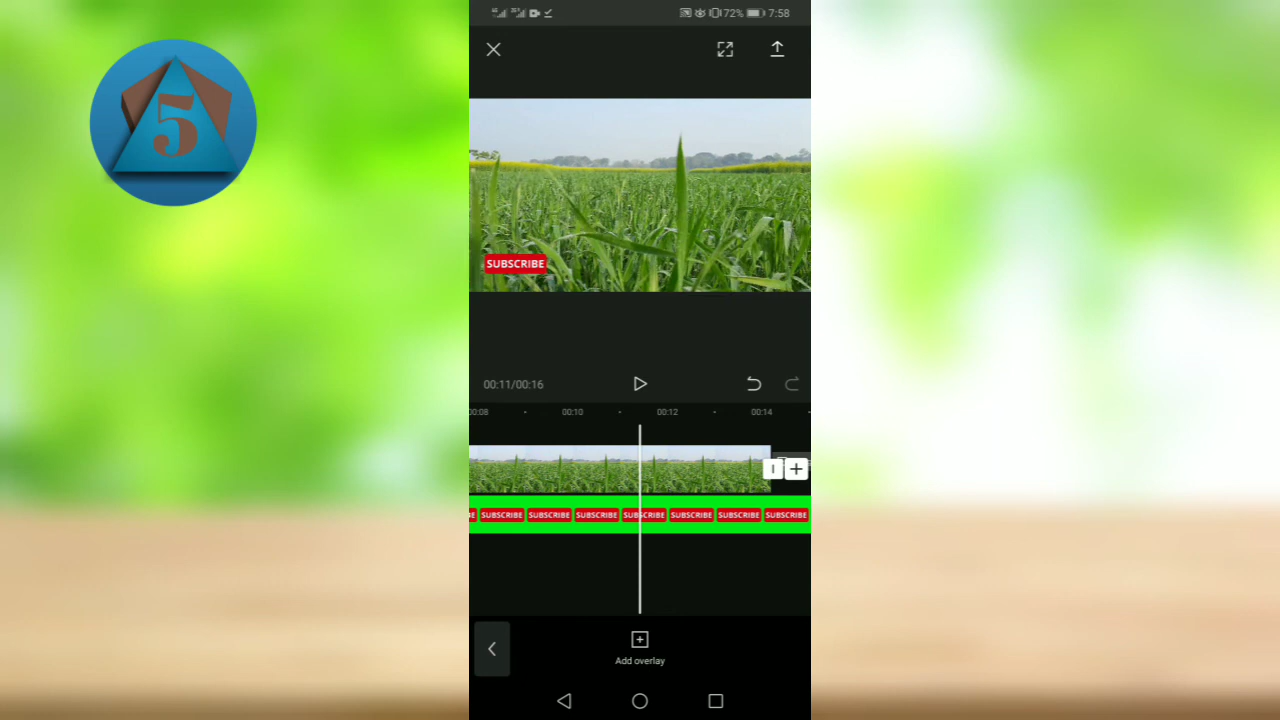 5
72% 7:58
SUBSCRIBE
00:11/00:16
00:08 00:10 00:12 00:14
SUBSCRIBE SUBSCRIBE SUBSCRIBE SUBSCRIBE SUBSCRIBE SUBSCRIBE SUBSCRIBE
Add overlay